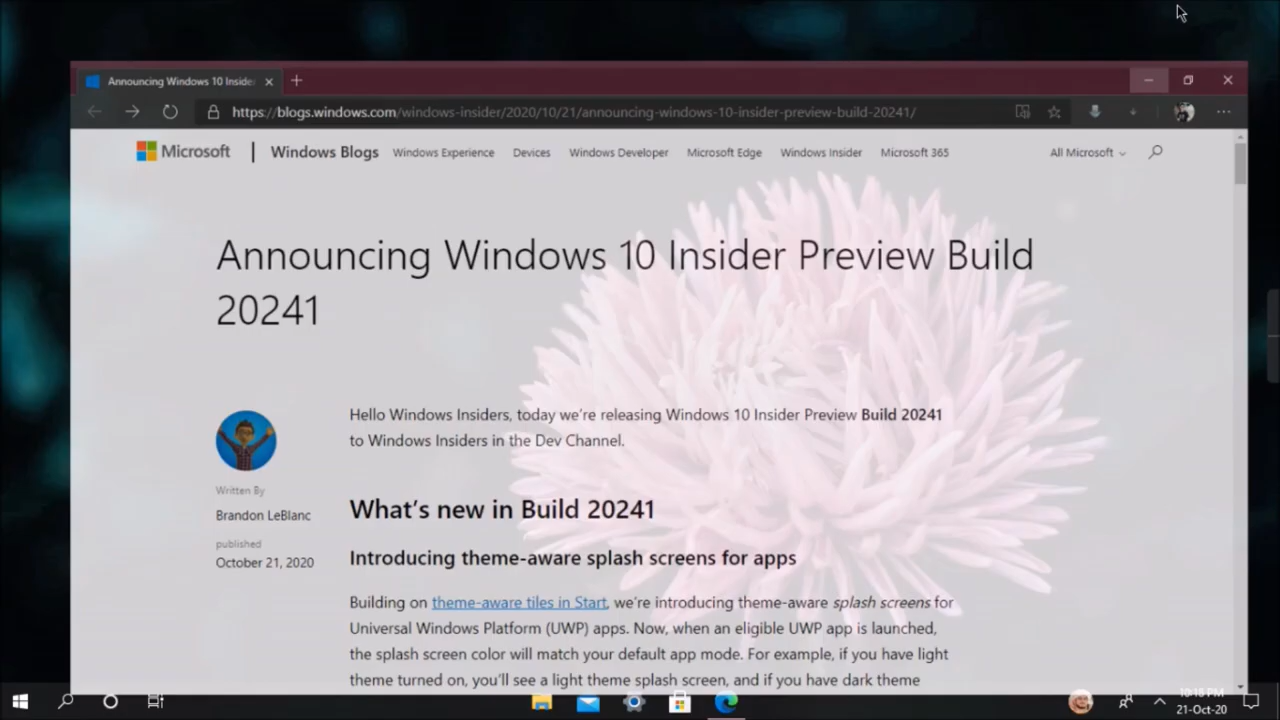 Announcing Windows 10 Inside
https://blogs.windows.com/windows-insider/2020/10/21/announcing-windows-10-insider-preview-build-20241/
Microsoft | Windows Blogs Windows Experience Devices Windows Developer Microsoft Edge Windows Insider Microsoft 365 All Microsoft
Announcing Windows 10 Insider Preview Build
20241
Hello Windows Insiders, today we're releasing Windows 10 Insider Preview Build 20241
to Windows Insiders in the Dev Channel.
Written By
Brandon LeBlanc
published
October 21, 2020
What's new in Build 20241
Introducing theme-aware splash screens for apps
Building on theme-aware tiles in Start, we're introducing theme-aware splash screens for
Universal Windows Platform (UWP) apps. Now, when an eligible UWP app is launched,
the splash screen color will match your default app mode. For example, if you have light
theme turned on, you'll see a light theme splash screen, and if you have dark theme
10:18 PM
21-Oct-20